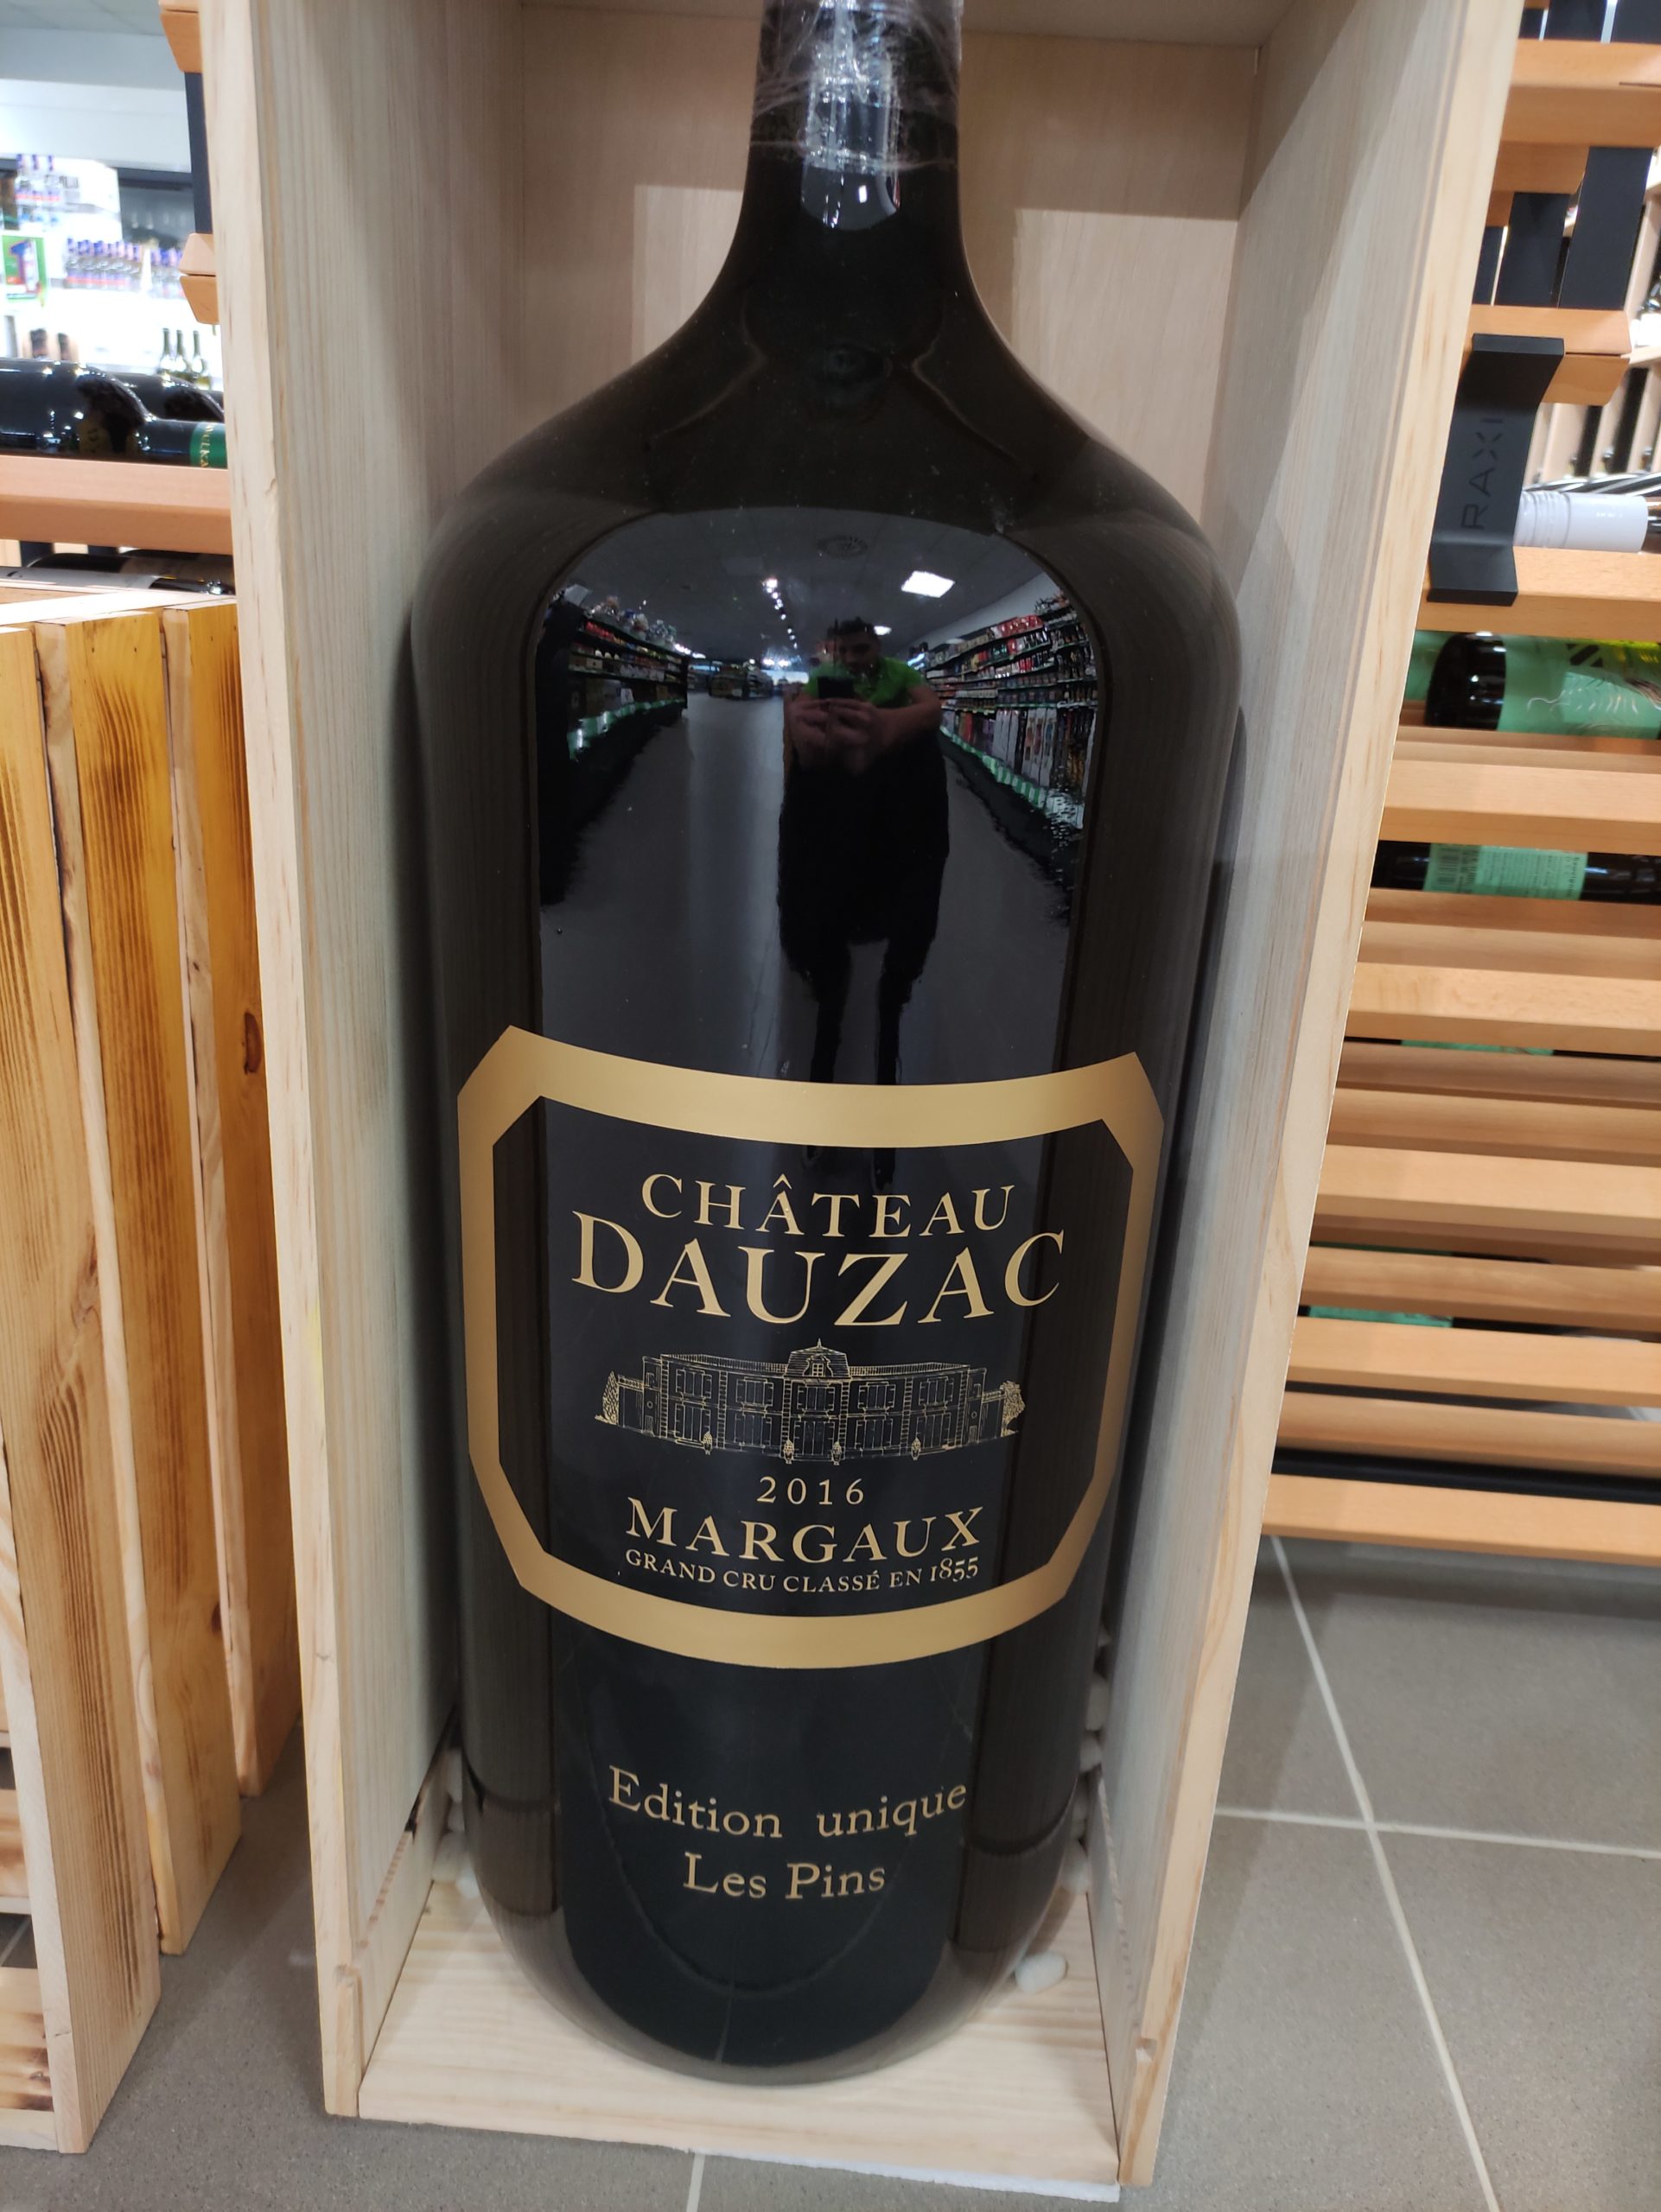 CHÂTEAU
DAUZAC
2016
MARGAUX
GRAND CRU CLASSÉ EN 1855
Edition unique
Les Pins
RAXI